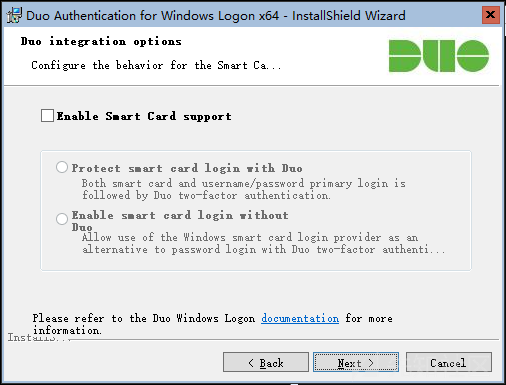 Duo Authentication for Windows Logon x64 - InstallShield Wizard
Duo integration options
Configure the behavior for the Smart Ca...
DUO
Enable Smart Card support
Protect smart card login with Duo
Both smart card and username/password primary login is
followed by Duo two-factor authentication.
Enable smart card login without
Duo
Allow use of the Windows smart card login provider as an
alternative to password login with Duo two-factor authenti...
Please refer to the Duo Windows Logon documentation for more
information.
InstallS...
< Back
Next >
Cancel